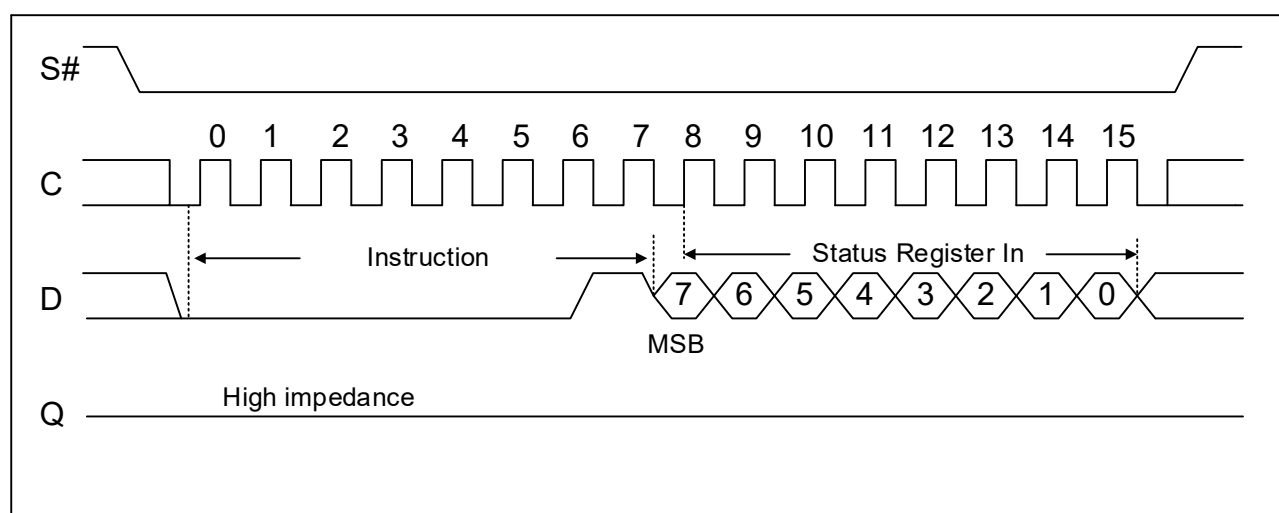 S#
0 1 2 3 4 5 6 7 8 9 10 11 12 13 14 15
C
Instruction Status Register In
D 7 6 5 4 3 2 1 0
MSB
High impedance
Q